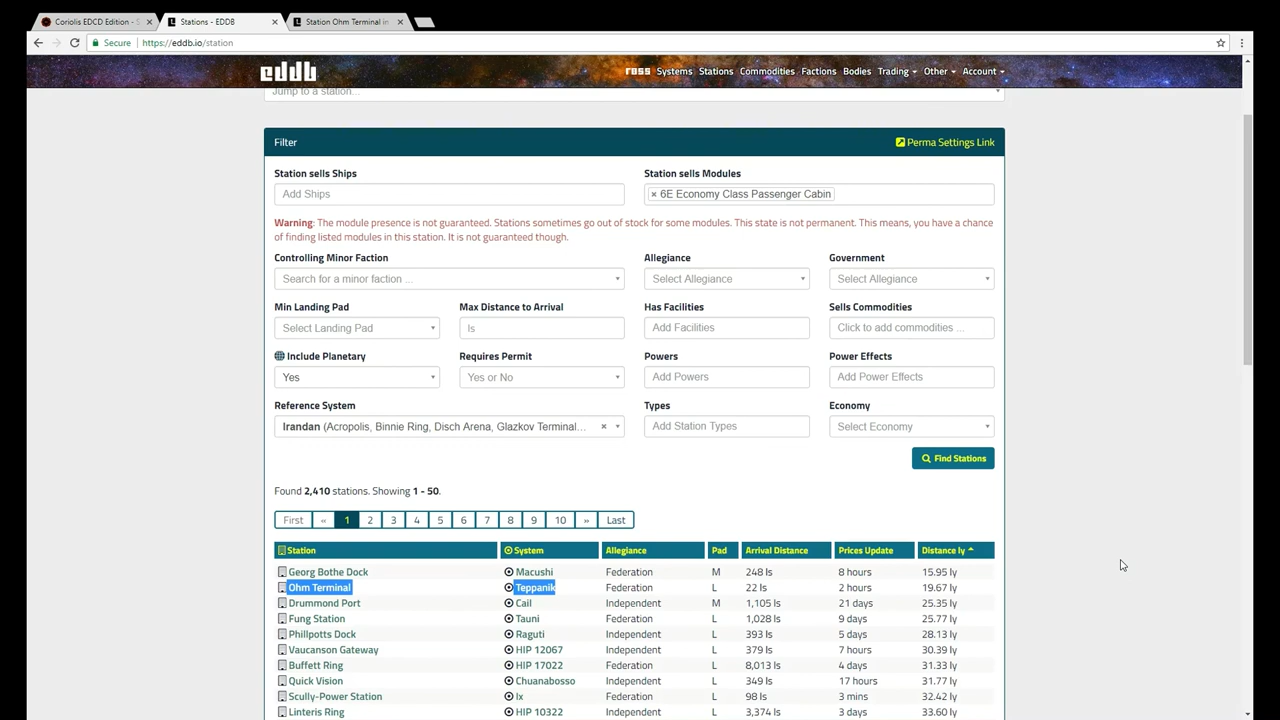 Coriolis EDCD Edition - S
Stations - EDDB
Station Ohm Terminal in
Secure
https://eddb.io/station
eddb
ross Systems Stations Commodities Factions Bodies Trading Other Account
Jump to a station...
Filter
Perma Settings Link
Station sells Ships
Station sells Modules
Add Ships
× 6E Economy Class Passenger Cabin
Warning: The module presence is not guaranteed. Stations sometimes go out of stock for some modules. This state is not permanent. This means, you have a chance
of finding listed modules in this station. It is not guaranteed though.
Controlling Minor Faction
Allegiance
Government
Search for a minor faction ...
Select Allegiance
Select Allegiance
Min Landing Pad
Max Distance to Arrival
Has Facilities
Sells Commodities
Select Landing Pad
ls
Add Facilities
Click to add commodities ...
Include Planetary
Requires Permit
Powers
Power Effects
Yes
Yes or No
Add Powers
Add Power Effects
Reference System
Types
Economy
Irandan (Acropolis, Binnie Ring, Disch Arena, Glazkov Terminal... ×
Add Station Types
Select Economy
Find Stations
Found 2,410 stations. Showing 1 - 50.
First « 1 2 3 4 5 6 7 8 9 10 » Last
Station System Allegiance Pad Arrival Distance Prices Update Distance ly
Georg Bothe Dock Macushi Federation M 248 ls 8 hours 15.95 ly
Ohm Terminal Teppanik Federation L 22 ls 2 hours 19.67 ly
Drummond Port Cail Independent M 1,105 ls 21 days 25.35 ly
Fung Station Tauni Federation L 1,028 ls 9 days 25.77 ly
Phillpotts Dock Raguti Independent L 393 ls 5 days 28.13 ly
Vaucanson Gateway HIP 12067 Independent L 379 ls 7 hours 30.39 ly
Buffett Ring HIP 17022 Federation L 8,013 ls 4 days 31.33 ly
Quick Vision Chuanabosso Independent L 349 ls 17 hours 31.77 ly
Scully-Power Station Ix Federation L 98 ls 3 mins 32.42 ly
Linteris Ring HIP 10322 Independent L 3,374 ls 3 days 33.60 ly